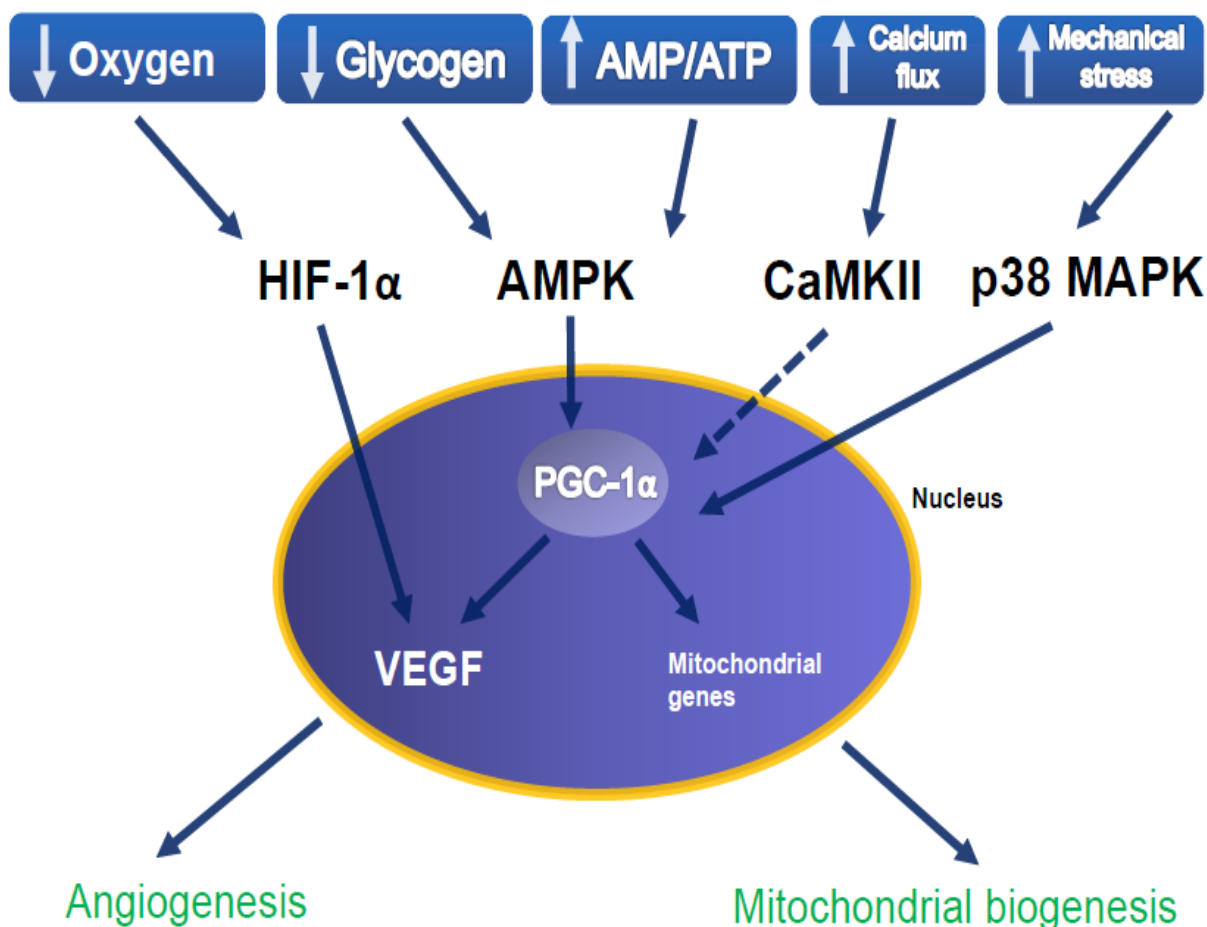 Oxygen
Glycogen
AMP/ATP
Calcium
flux
Mechanical
stress
HIF-1α
AMPK
CaMKII
p38 MAPK
PGC-1α
Nucleus
VEGF
Mitochondrial
genes
Angiogenesis
Mitochondrial biogenesis